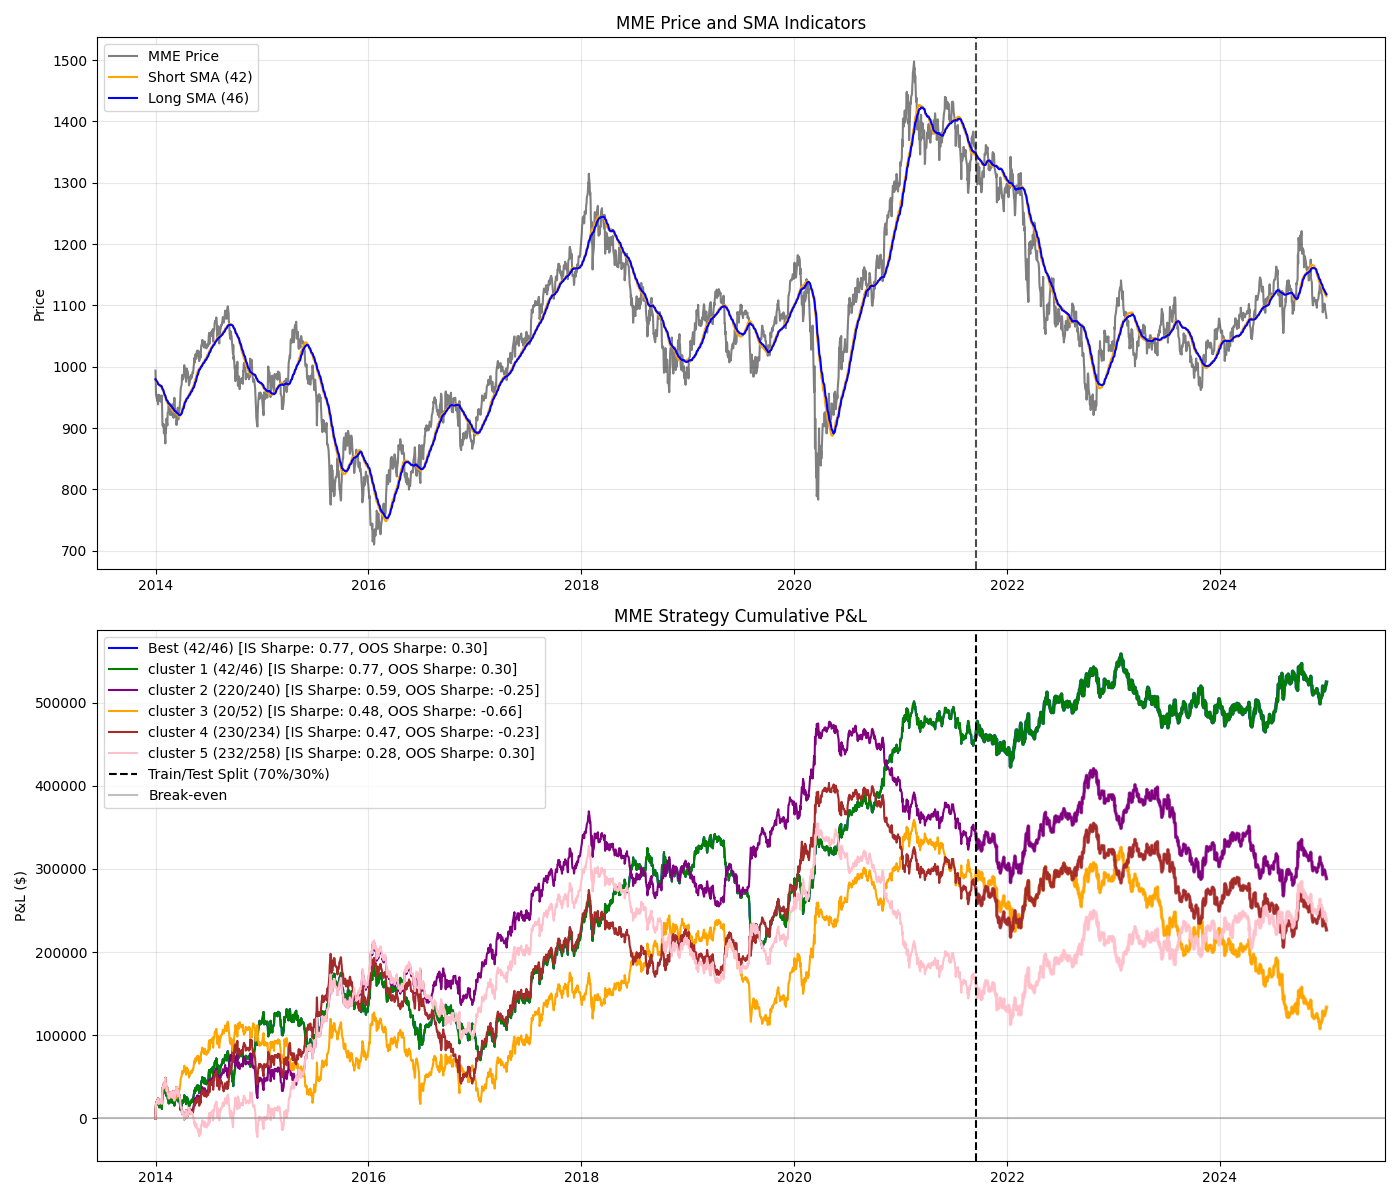 MME Price and SMA Indicators
MME Price
Short SMA (42)
Long SMA (46)
Price
1500
1400
1300
1200
1100
1000
900
800
700
2014 2016 2018 2020 2022 2024
MME Strategy Cumulative P&L
Best (42/46) [IS Sharpe: 0.77, OOS Sharpe: 0.30]
cluster 1 (42/46) [IS Sharpe: 0.77, OOS Sharpe: 0.30]
cluster 2 (220/240) [IS Sharpe: 0.59, OOS Sharpe: -0.25]
cluster 3 (20/52) [IS Sharpe: 0.48, OOS Sharpe: -0.66]
cluster 4 (230/234) [IS Sharpe: 0.47, OOS Sharpe: -0.23]
cluster 5 (232/258) [IS Sharpe: 0.28, OOS Sharpe: 0.30]
Train/Test Split (70%/30%)
Break-even
P&L ($)
500000
400000
300000
200000
100000
0
2014 2016 2018 2020 2022 2024